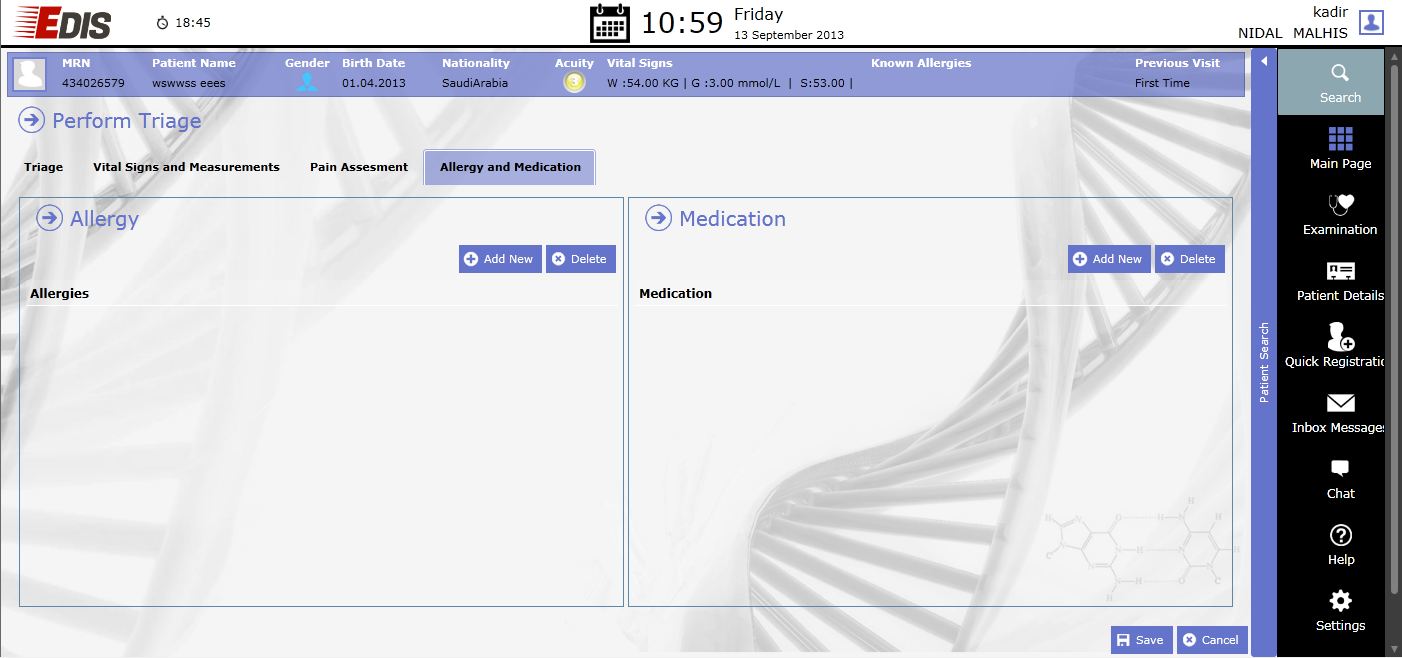 EDIS
18:45
10:59
Friday
13 September 2013
kadir
NIDAL MALHIS
MRN Patient Name Gender Birth Date Nationality Acuity Vital Signs Known Allergies Previous Visit
434026579 wswwss eees 01.04.2013 SaudiArabia 3 W :54.00 KG | G :3.00 mmol/L | S:53.00 | First Time
Perform Triage
Triage Vital Signs and Measurements Pain Assesment Allergy and Medication
Allergy
Add New Delete
Allergies
Medication
Add New Delete
Medication
Save Cancel
Patient Search
Search
Main Page
Examination
Patient Details
Quick Registratio
Inbox Messages
Chat
Help
Settings
H N O H N H H
N N H N
C N N N
N H O C
H